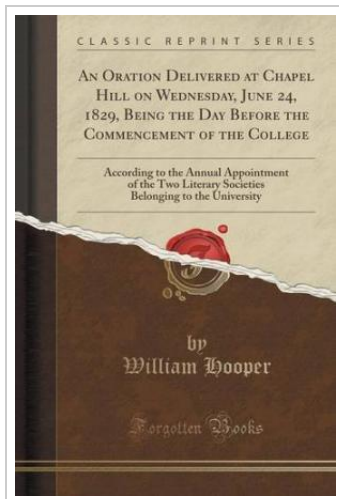 CLASSIC REPRINT SERIES
AN ORATION DELIVERED AT CHAPEL
HILL ON WEDNESDAY, JUNE 24,
1829, BEING THE DAY BEFORE THE
COMMENCEMENT OF THE COLLEGE
According to the Annual Appointment
of the Two Literary Societies
Belonging to the University
by
William Hooper
Forgotten Books